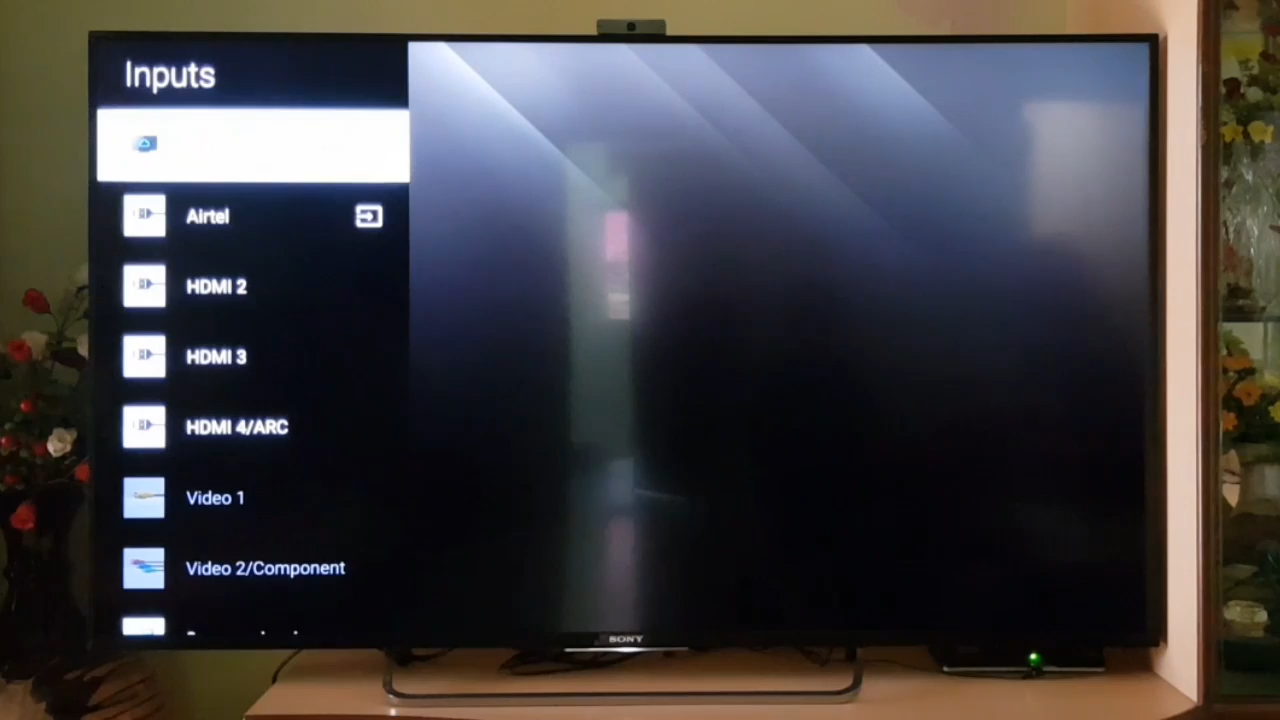 Inputs
Airtel
HDMI 2
HDMI 3
HDMI 4/ARC
Video 1
Video 2/Component
SONY